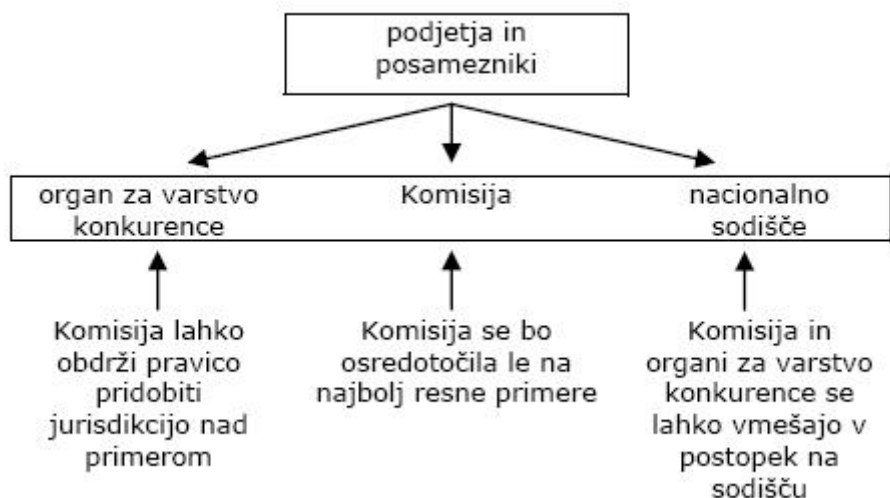 podjetja in
posamezniki
organ za varstvo
konkurence
Komisija
nacionalno
sodišče
Komisija lahko
obdrži pravico
pridobiti
jurisdikcijo nad
primerom
Komisija se bo
osredotočila le na
najbolj resne primere
Komisija in
organi za varstvo
konkurence se
lahko vmešajo v
postopek na
sodišču